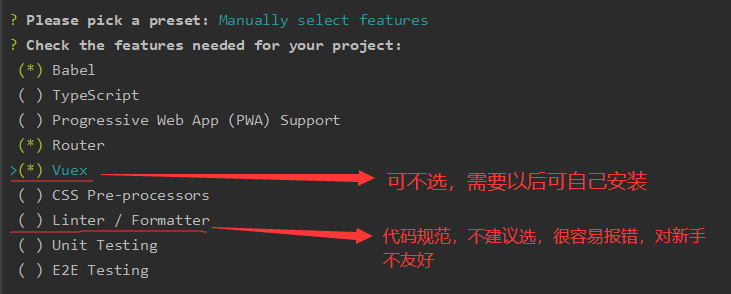 ? Please pick a preset: Manually select features
? Check the features needed for your project:
(*) Babel
( ) TypeScript
( ) Progressive Web App (PWA) Support
(*) Router
>(*) Vuex
可不选，需要以后可自己安装
( ) CSS Pre-processors
( ) Linter / Formatter
代码规范，不建议选，很容易报错，对新手
不友好
( ) Unit Testing
( ) E2E Testing